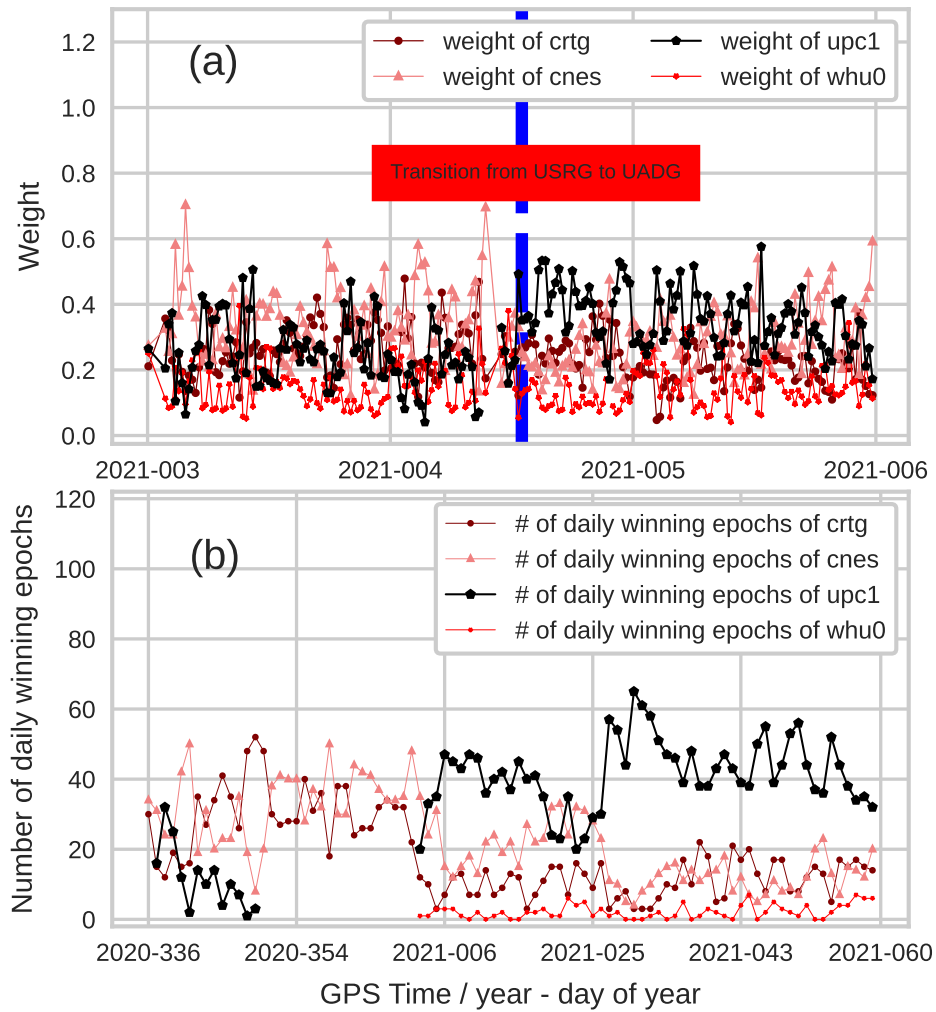 (a)
weight of crtg
weight of cnes
weight of upc1
weight of whu0
Transition from USRG to UADG
Weight
1.2
1.0
0.8
0.6
0.4
0.2
0.0
2021-003
2021-004
2021-005
2021-006
(b)
# of daily winning epochs of crtg
# of daily winning epochs of cnes
# of daily winning epochs of upc1
# of daily winning epochs of whu0
Number of daily winning epochs
120
100
80
60
40
20
0
2020-336
2020-354
2021-006
2021-025
2021-043
2021-060
GPS Time / year - day of year